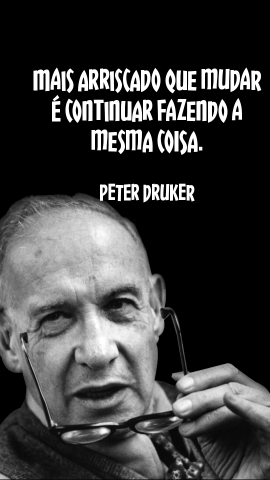 MAIS ARRISCADO QUE MUDAR
É CONTINUAR FAZENDO A
MESMA COISA.
PETER DRUKER